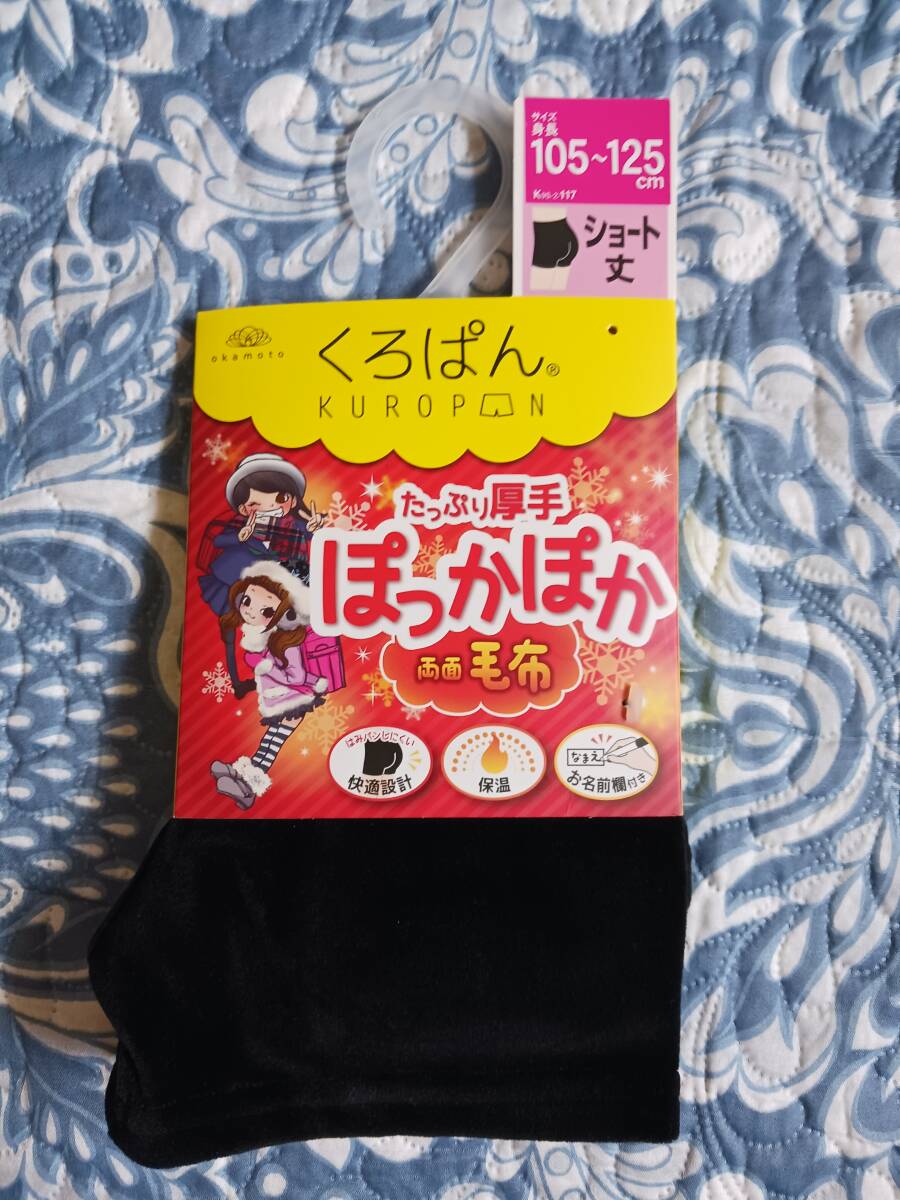 サイズ
身長
105~125
cm
ショート
丈
okamoto
くろぱん®
KUROPAN
たっぷり厚手
ぽっかぽか
両面毛布
はみパンしにくい
快適設計
保温
なまえ
お名前欄付き